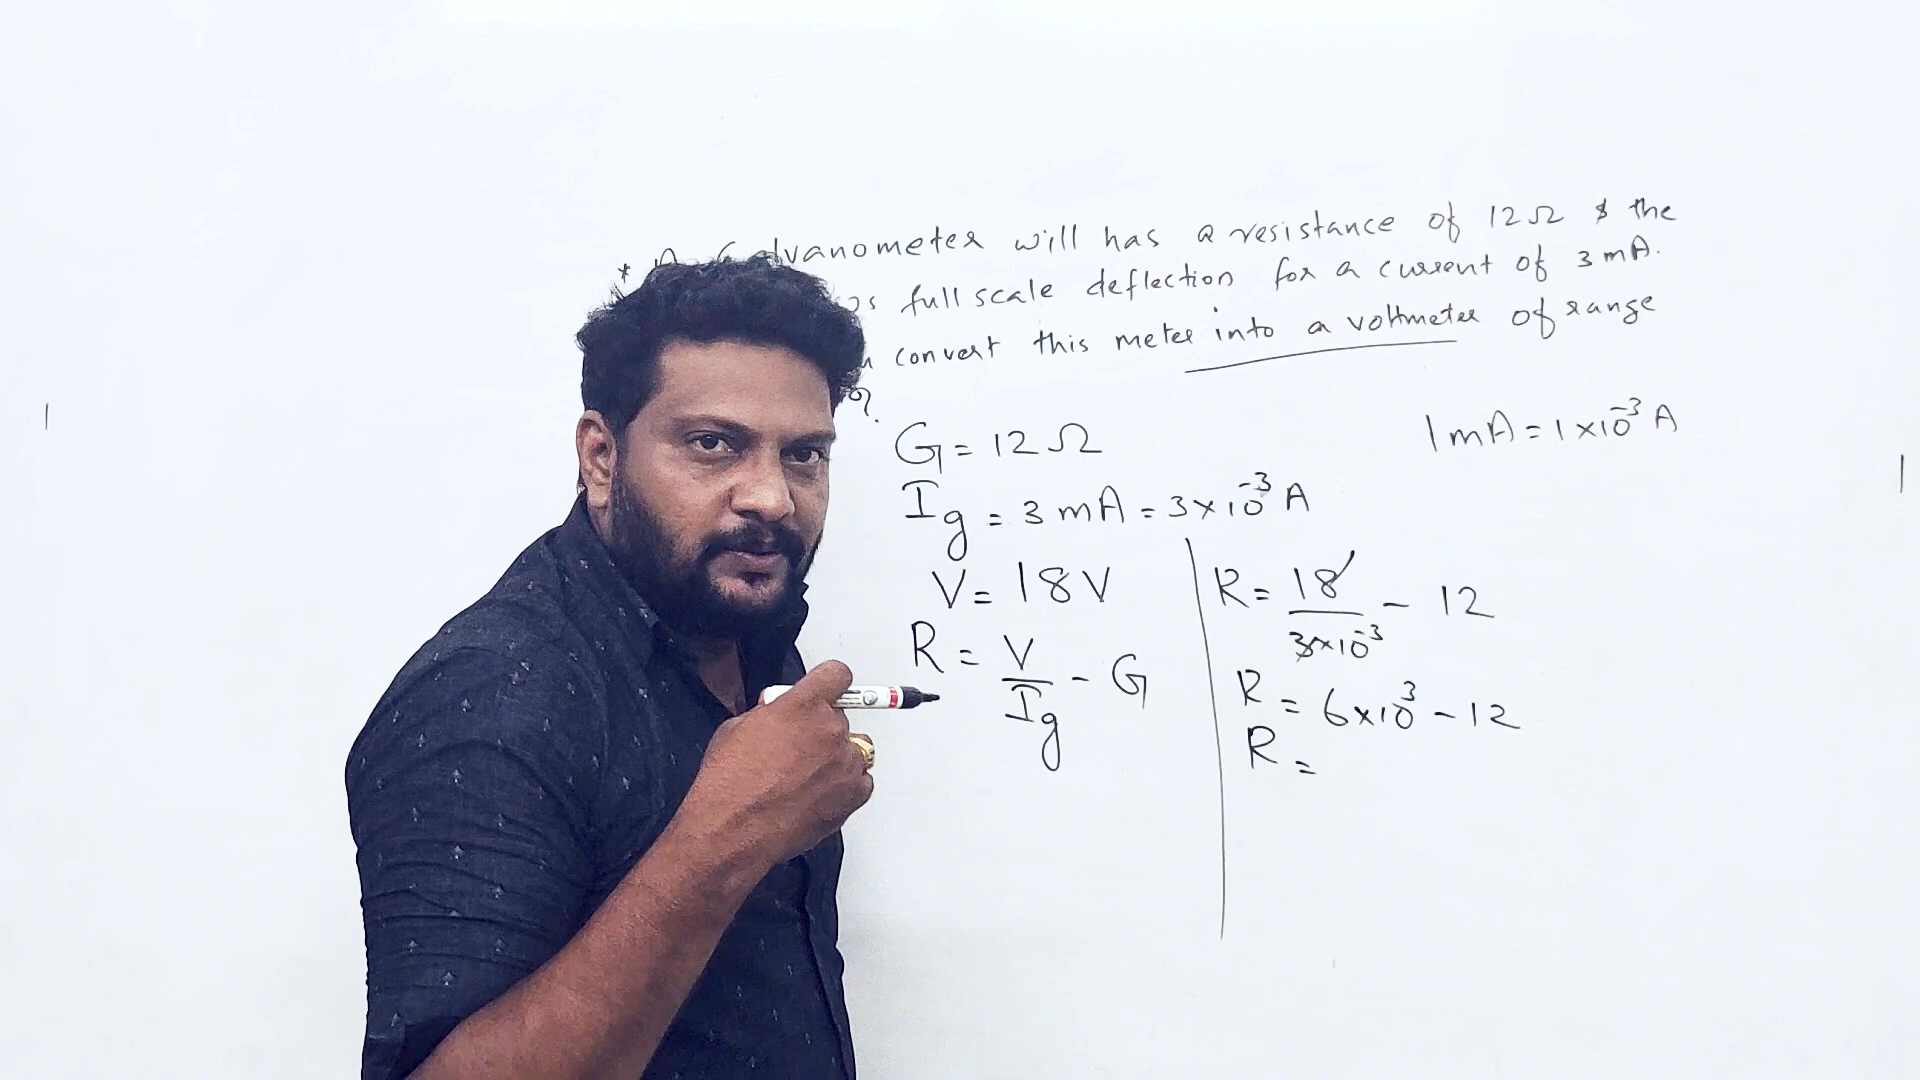 * A Galvanometer will has a resistance of 12Ω & the
full scale deflection for a current of 3 mA.
convert this meter into a voltmeter of range
?
G = 12 Ω
1 mA = 1 × 10⁻³ A
Ig = 3 mA = 3 × 10⁻³ A
V = 18 V
R = V/Ig - G
R = 18/3×10⁻³ - 12
R = 6×10³ - 12
R =